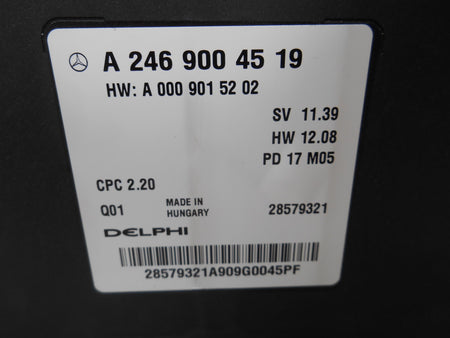 A 246 900 45 19
HW: A 000 901 52 02
SV 11.39
HW 12.08
PD 17 M05
CPC 2.20
Q01 MADE IN HUNGARY 28579321
DELPHI
28579321A909G0045PF